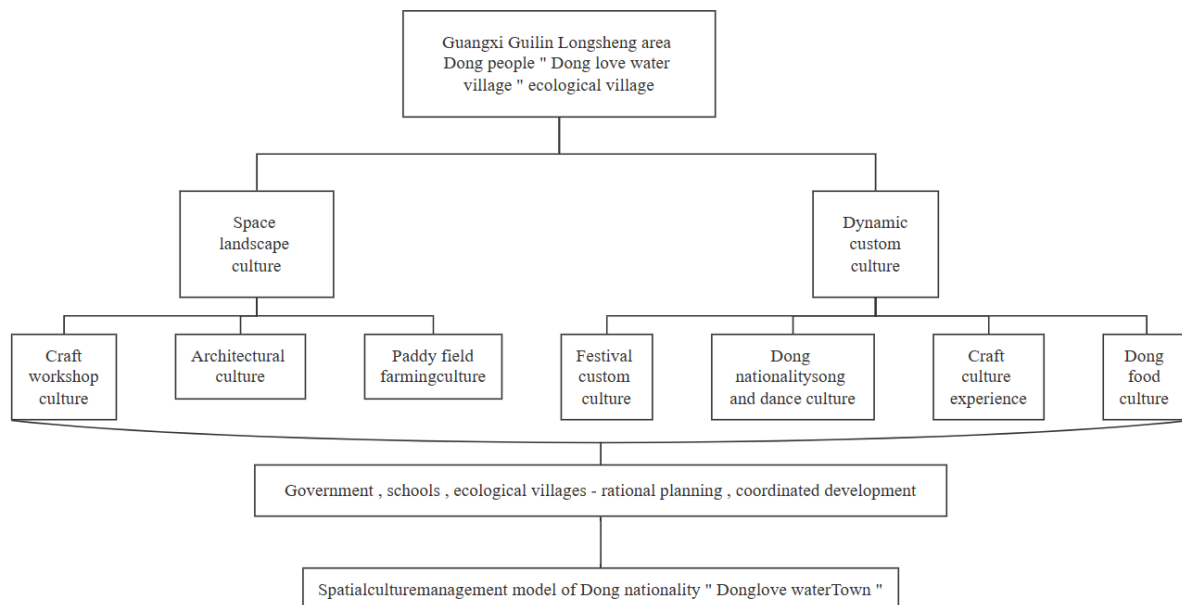 Guangxi Guilin Longsheng area
Dong people " Dong love water
village " ecological village
Space
landscape
culture
Dynamic
custom
culture
Craft
workshop
culture
Architectural
culture
Paddy field
farmingculture
Festival
custom
culture
Dong
nationalitysong
and dance culture
Craft
culture
experience
Dong
food
culture
Government , schools , ecological villages - rational planning , coordinated development
Spatialculturemanagement model of Dong nationality " Donglove waterTown "